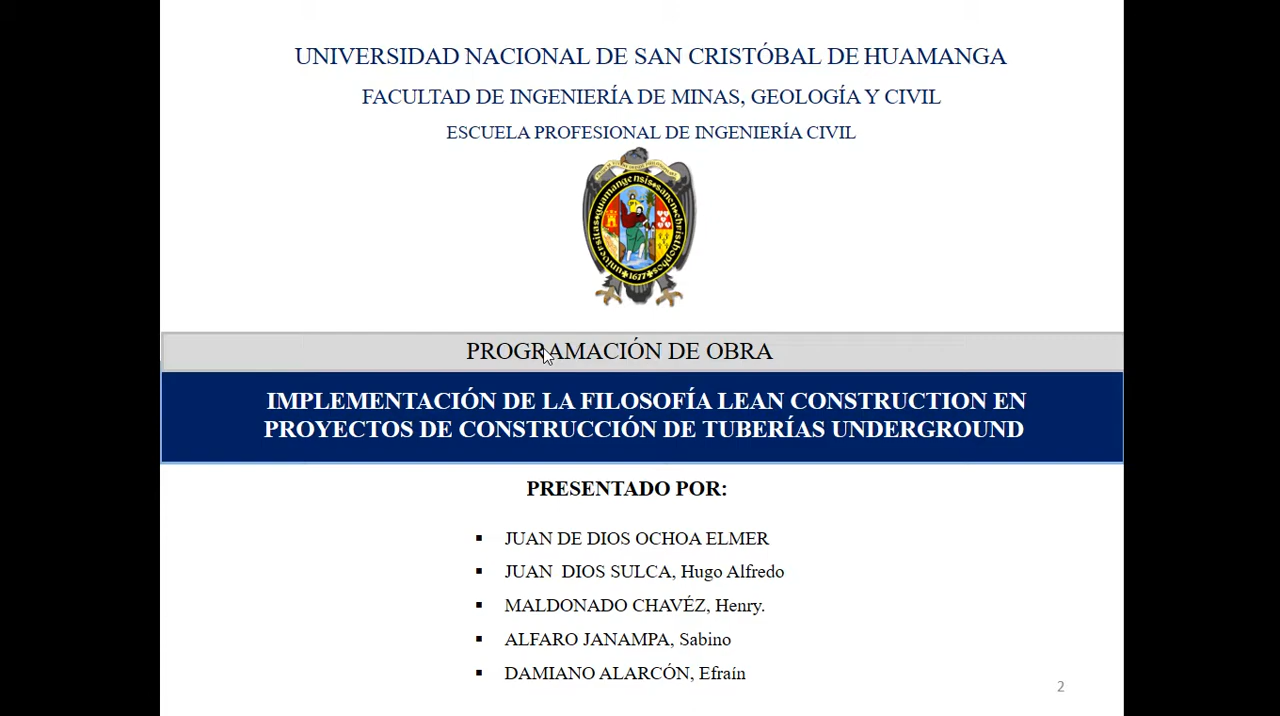 UNIVERSIDAD NACIONAL DE SAN CRISTÓBAL DE HUAMANGA
FACULTAD DE INGENIERÍA DE MINAS, GEOLOGÍA Y CIVIL
ESCUELA PROFESIONAL DE INGENIERÍA CIVIL
1677
PROGRAMACIÓN DE OBRA
IMPLEMENTACIÓN DE LA FILOSOFÍA LEAN CONSTRUCTION EN
PROYECTOS DE CONSTRUCCIÓN DE TUBERÍAS UNDERGROUND
PRESENTADO POR:
▪ JUAN DE DIOS OCHOA ELMER
▪ JUAN DIOS SULCA, Hugo Alfredo
▪ MALDONADO CHAVÉZ, Henry.
▪ ALFARO JANAMPA, Sabino
▪ DAMIANO ALARCÓN, Efraín
2